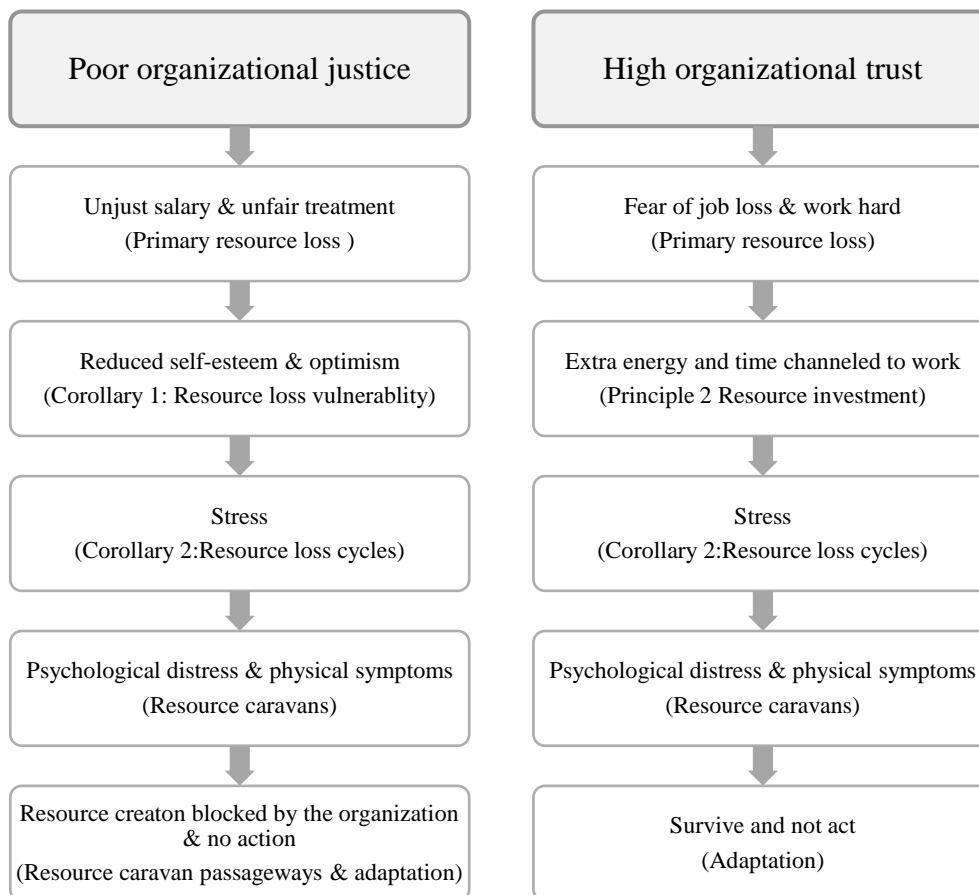 Poor organizational justice
Unjust salary & unfair treatment
(Primary resource loss )
Reduced self-esteem & optimism
(Corollary 1: Resource loss vulnerablity)
Stress
(Corollary 2:Resource loss cycles)
Psychological distress & physical symptoms
(Resource caravans)
Resource creaton blocked by the organization
& no action
(Resource caravan passageways & adaptation)
High organizational trust
Fear of job loss & work hard
(Primary resource loss)
Extra energy and time channeled to work
(Principle 2 Resource investment)
Stress
(Corollary 2:Resource loss cycles)
Psychological distress & physical symptoms
(Resource caravans)
Survive and not act
(Adaptation)